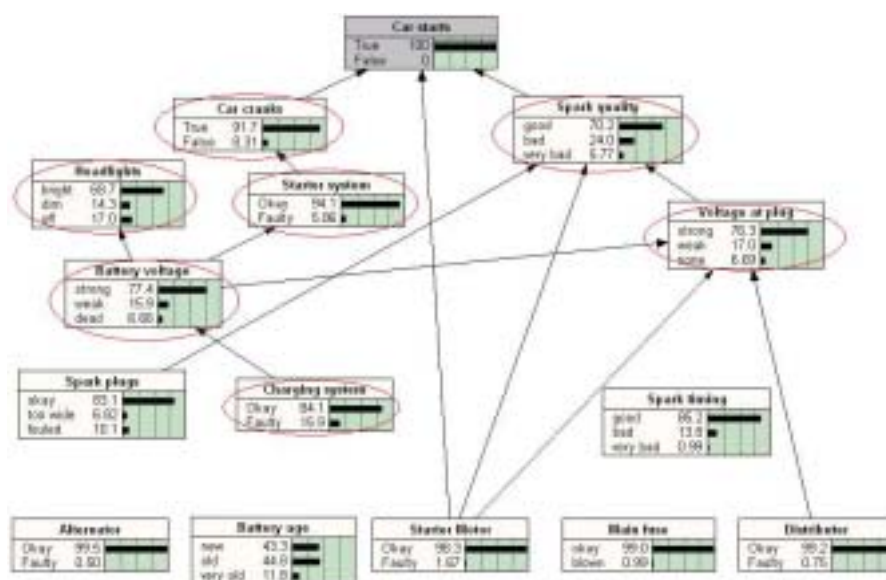 Car starts
True 100
False 0
Car cranks
True 91.7
False 8.31
Spark quality
good 70.2
bad 24.0
very bad 5.77
Headlights
bright 68.7
dim 14.3
off 17.0
Starter system
Okay 94.1
Faulty 5.86
Voltage at plug
strong 76.3
weak 17.0
none 6.69
Battery voltage
strong 77.4
weak 15.9
dead
Spark plugs
okay 83.1
too wide 6.82
fouled 10.1
Charging system
Okay 84.1
Faulty 15.9
Spark timing
good 85.2
bad 13.8
very bad 0.99
Alternator
Okay 99.5
Faulty 0.50
Battery age
new 43.3
old 44.8
very old 11.8
Starter Motor
Okay 98.3
Faulty 1.67
Main fuse
okay 99.0
blown 0.99
Distributer
Okay 99.2
Faulty 0.75